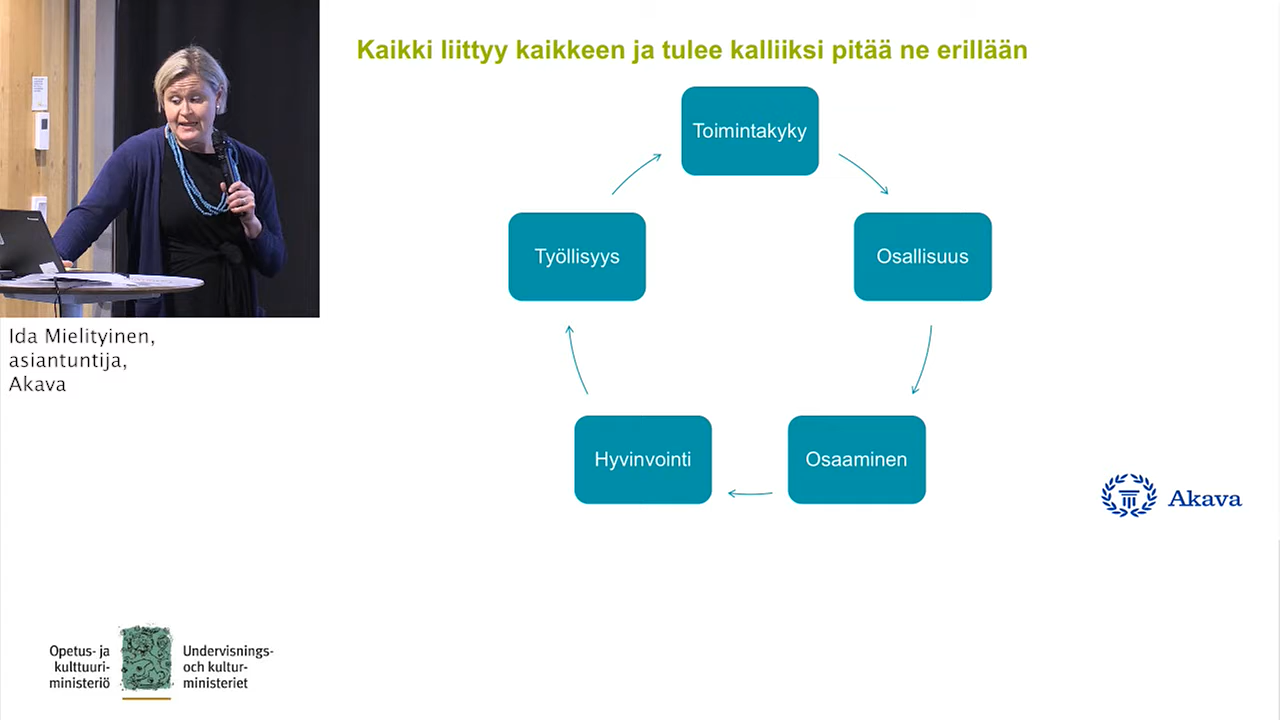 Kaikki liittyy kaikkeen ja tulee kalliiksi pitää ne erillään
Toimintakyky
Osallisuus
Osaaminen
Hyvinvointi
Työllisyys
Ida Mielityinen,
asiantuntija,
Akava
Akava
Opetus- ja
kulttuuri-
ministeriö
Undervisnings-
och kultur-
ministeriet